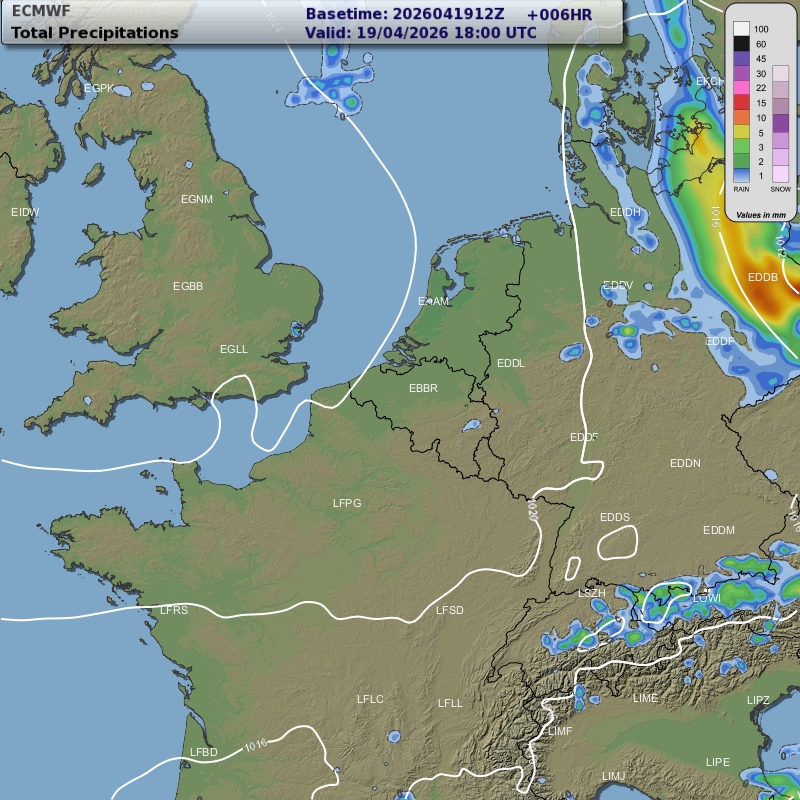 ECMWF
Basetime: 2026041912Z +006HR
Total Precipitations
Valid: 19/04/2026 18:00 UTC
100
60
45
30
22
15
10
5
3
2
1
RAIN SNOW
Values in mm
EGPK
EKCH
EIDW
EGNM
EDDH
1016
1012
EGBB
EDDV
EDDB
EHAM
EGLL
EDDP
EDDL
EBBR
EDDF
EDDN
LFPG
1020
EDDS
EDDM
1016
LSZH
LOWI
LFRS
LFSD
LFLC
LFLL
LIME
LIPZ
LIMF
LFBD
1016
LIPE
LIMJ